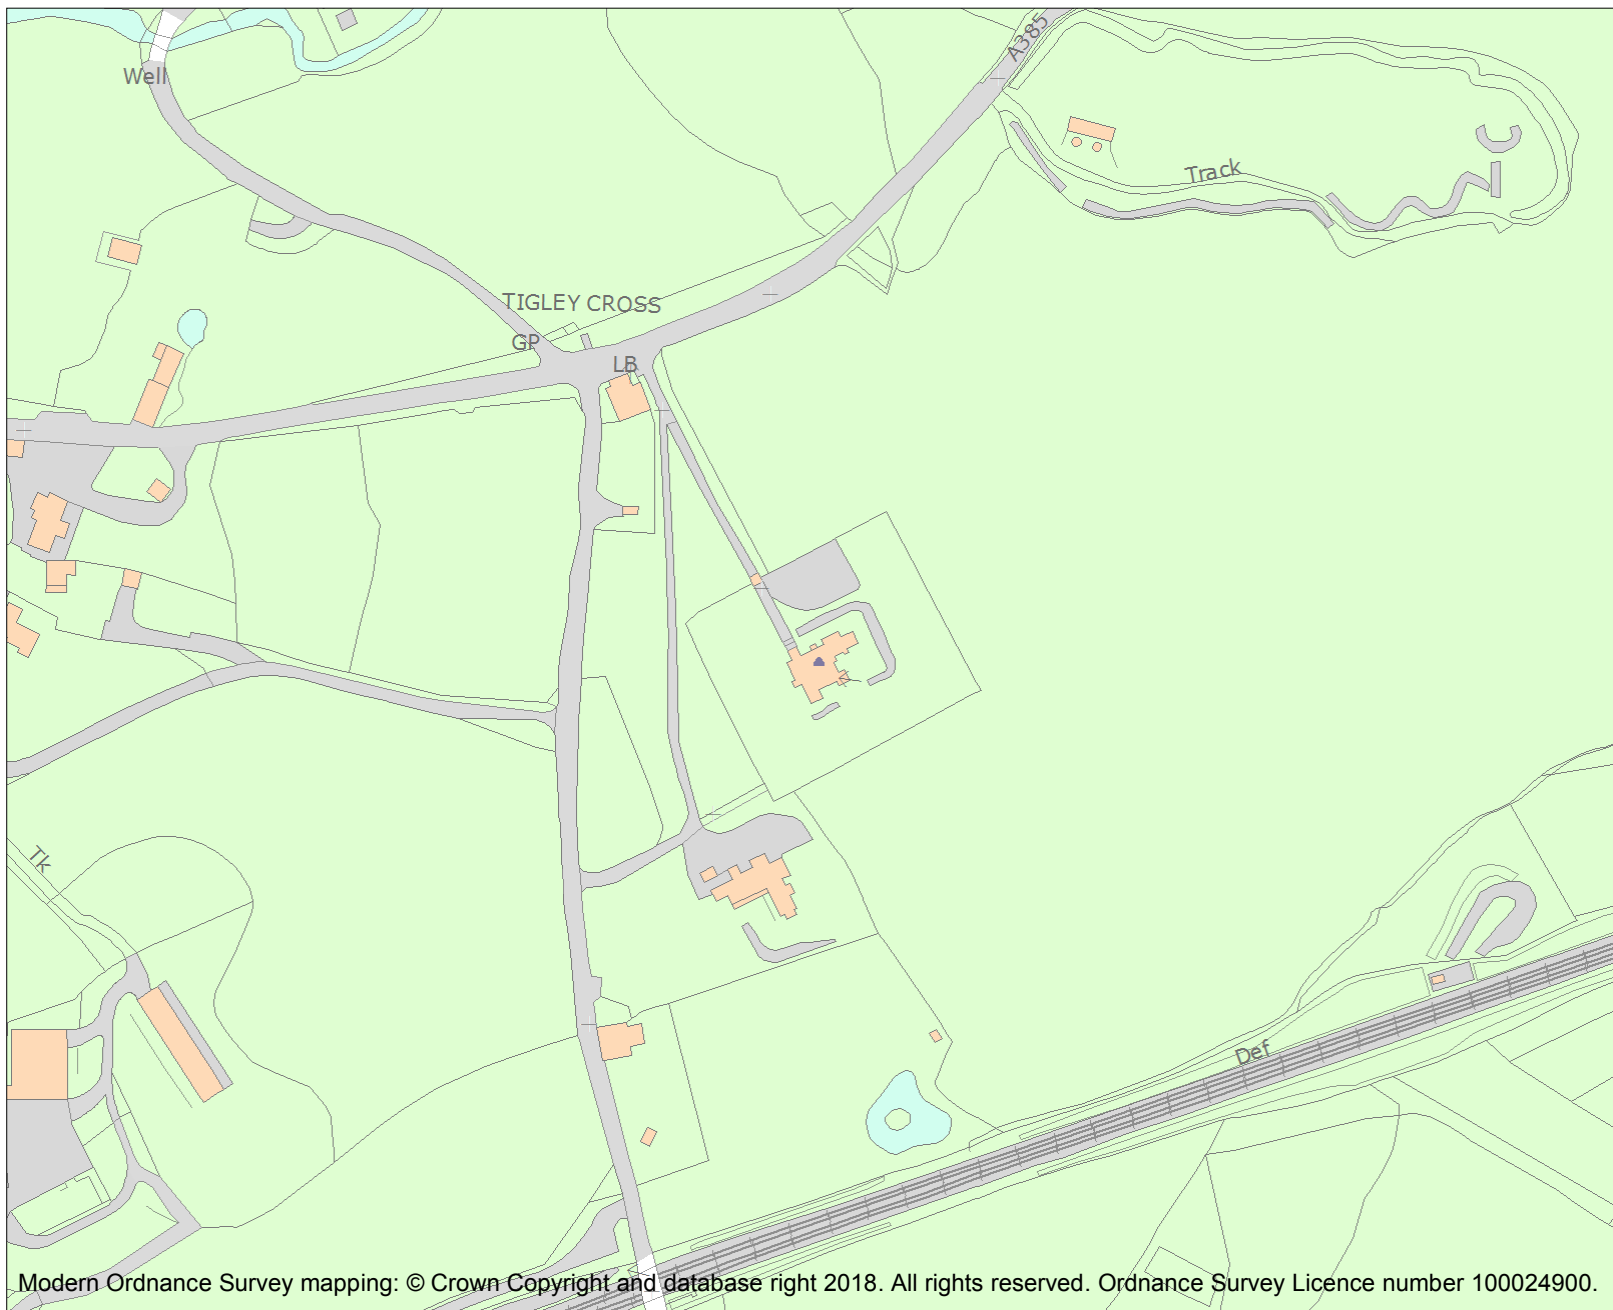 A385
Well
Track
TIGLEY CROSS
GP
LB
Tk
Def
Modern Ordnance Survey mapping: © Crown Copyright and database right 2018. All rights reserved. Ordnance Survey Licence number 100024900.